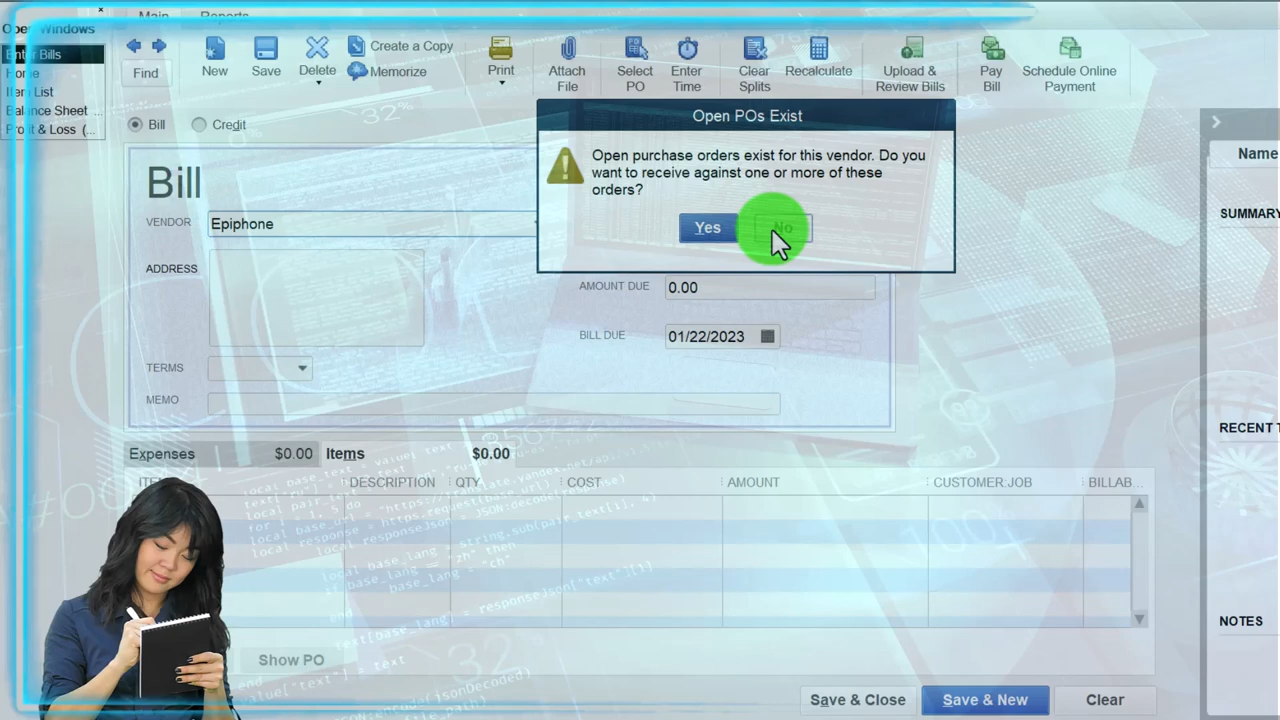 Main Reports
Open Windows
Enter Bills
Home
Item List
Balance Sheet ...
Profit & Loss (...
Find
New
Save
Delete
Create a Copy
Memorize
Print
Attach
File
Select
PO
Enter
Time
Clear
Splits
Recalculate
Upload &
Review Bills
Pay
Bill
Schedule Online
Payment
Bill
Credit
Open POs Exist
Open purchase orders exist for this vendor. Do you
want to receive against one or more of these
orders?
Yes
No
Bill
VENDOR
Epiphone
ADDRESS
AMOUNT DUE
0.00
BILL DUE
01/22/2023
TERMS
MEMO
Expenses $0.00 Items $0.00
DESCRIPTION QTY COST AMOUNT CUSTOMER:JOB BILLAB...
Show PO
Save & Close Save & New Clear
Name
SUMMARY
RECENT T
NOTES
32%